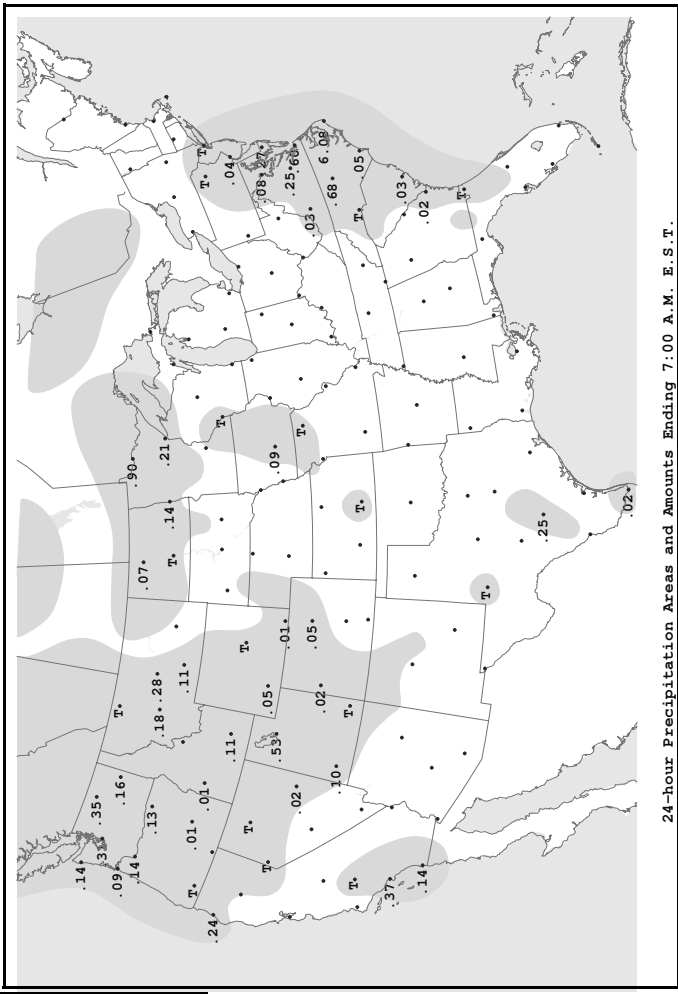 .14
.35
.09
.16
T
.90
.14
.07
.13
.18
.28
.21
.14
T
.11
.01
T
T
.01
T
.24
T
.04
.11
T
T
.08
T
.05
.09
.53
.01
.25
.60
.02
T
.03
.05
.02
6.08
.68
.10
T
T
T
.05
T
.37
.03
.14
.02
T
T
.25
.02
24-hour Precipitation Areas and Amounts Ending 7:00 A.M. E.S.T.